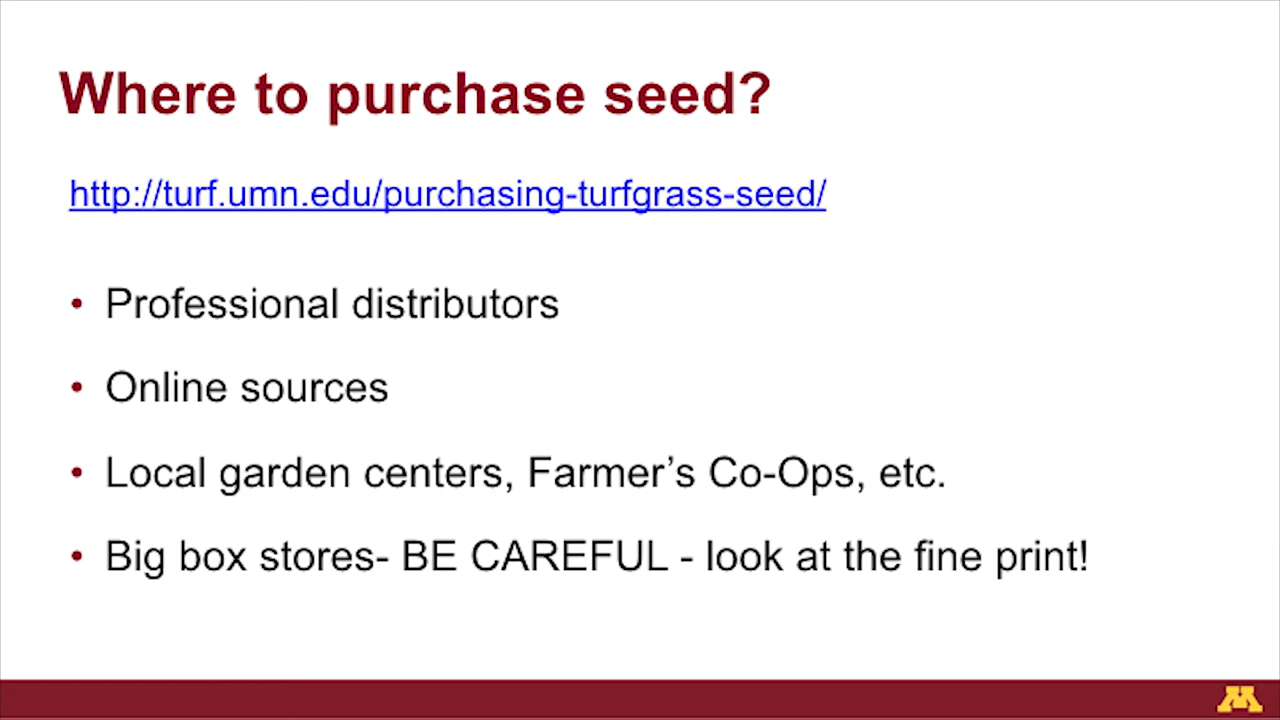 Where to purchase seed?
http://turf.umn.edu/purchasing-turfgrass-seed/
• Professional distributors
• Online sources
• Local garden centers, Farmer’s Co-Ops, etc.
• Big box stores- BE CAREFUL - look at the fine print!
M